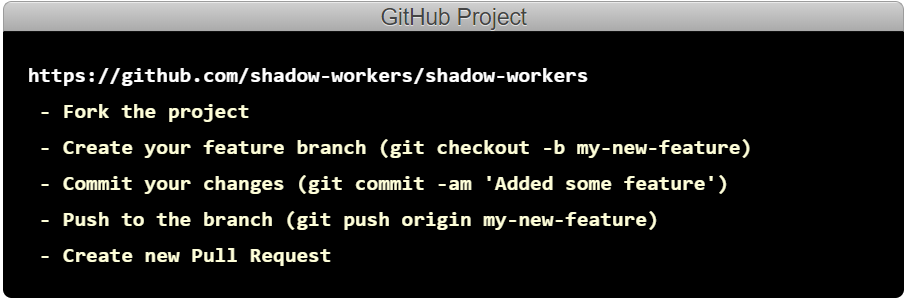 GitHub Project
https://github.com/shadow-workers/shadow-workers
- Fork the project
- Create your feature branch (git checkout -b my-new-feature)
- Commit your changes (git commit -am 'Added some feature')
- Push to the branch (git push origin my-new-feature)
- Create new Pull Request